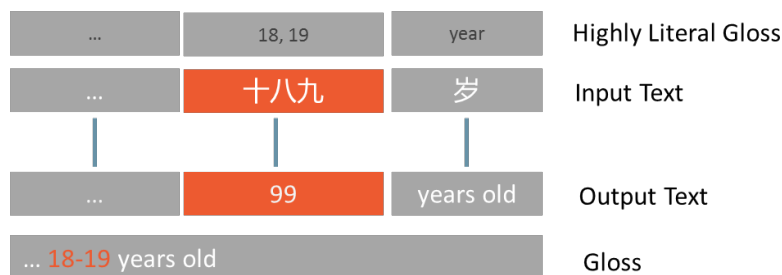 ... 18, 19 year Highly Literal Gloss
... 十八九 岁 Input Text
... 99 years old Output Text
... 18-19 years old Gloss